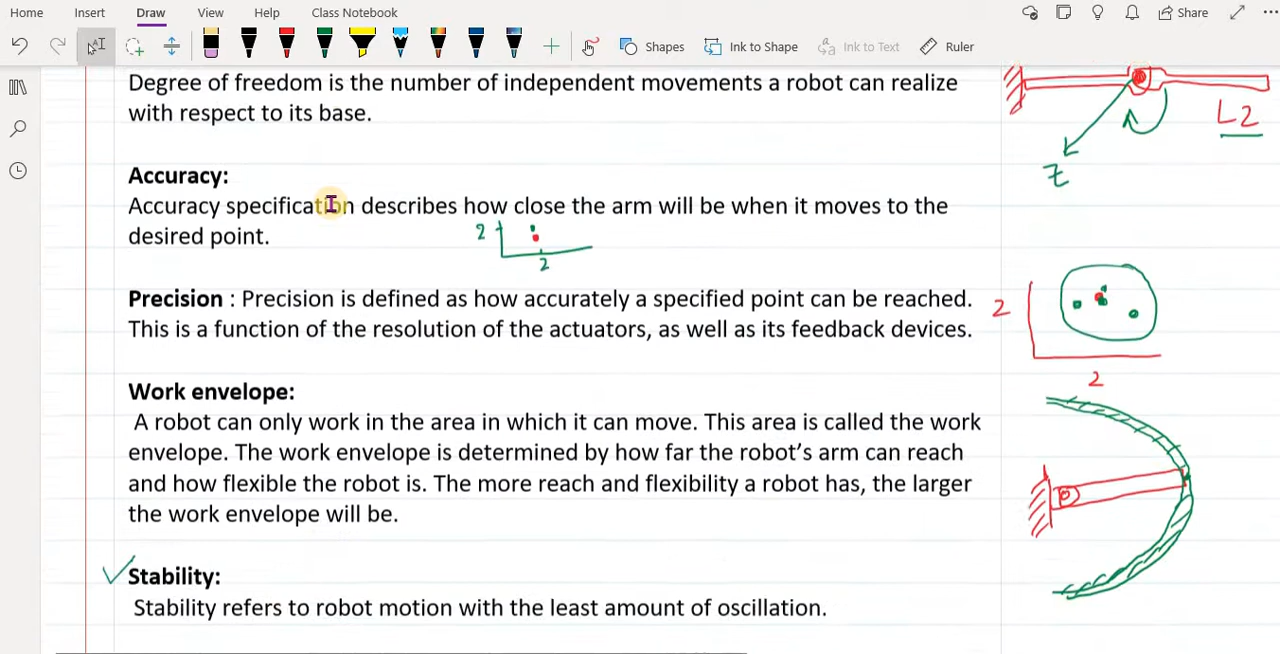 Home Insert Draw View Help Class Notebook Share
Shapes Ink to Shape Ink to Text Ruler
Degree of freedom is the number of independent movements a robot can realize
with respect to its base.
L2
Z
Accuracy:
Accuracy specification describes how close the arm will be when it moves to the
desired point.
2
2
Precision : Precision is defined as how accurately a specified point can be reached.
This is a function of the resolution of the actuators, as well as its feedback devices.
2
2
Work envelope:
A robot can only work in the area in which it can move. This area is called the work
envelope. The work envelope is determined by how far the robot’s arm can reach
and how flexible the robot is. The more reach and flexibility a robot has, the larger
the work envelope will be.
Stability:
Stability refers to robot motion with the least amount of oscillation.